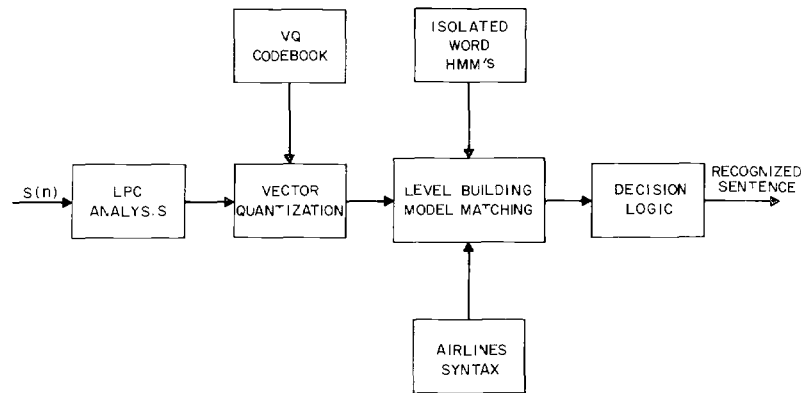 VQ
CODEBOOK
ISOLATED
WORD
HMM'S
S(n)
LPC
ANALYSIS
VECTOR
QUANTIZATION
LEVEL BUILDING
MODEL MATCHING
DECISION
LOGIC
RECOGNIZED
SENTENCE
AIRLINES
SYNTAX